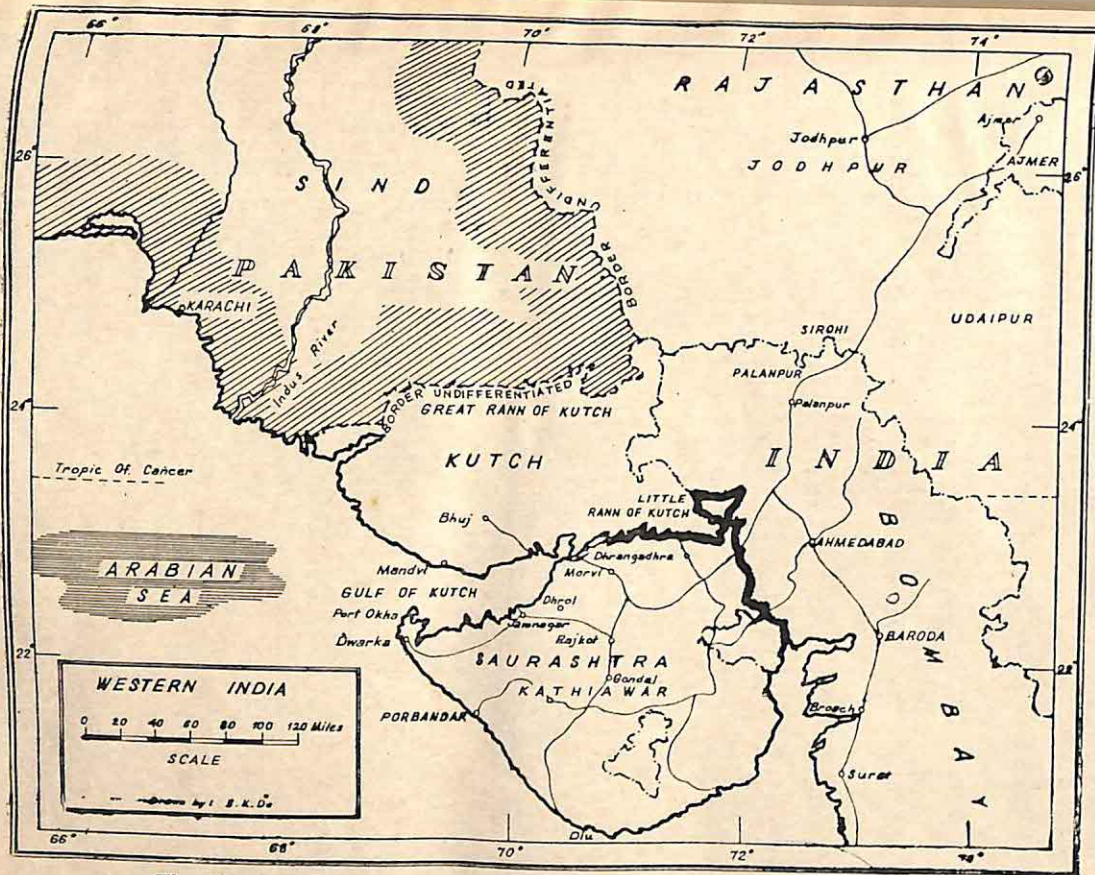 66° 68° 70° 72° 74°
RAJASTHAN
Ajmer
Jodhpur
JODHPUR
AJMER
26° 26°
UNDIFFERENTIATED
BORDER
SIND
PAKISTAN
KARACHI
Indus River
UDAIPUR
SIROHI
PALANPUR
Palanpur
BORDER UNDIFFERENTIATED
GREAT RANN OF KUTCH
24° 24°
KUTCH
INDIA
Tropic Of Cancer
LITTLE
RANN OF KUTCH
Bhuj
AHMEDABAD
BOMBAY
Dhrangadhra
Mandvi
Morvi
ARABIAN
SEA
GULF OF KUTCH
Port Okha
Dhrol
Jamnagar
Dwarka
Rajkot
BARODA
22° 22°
SAURASHTRA
Gondal
KATHIAWAR
PORBANDAR
Broach
Surat
Diu
WESTERN INDIA
0 20 40 60 80 100 120 Miles
SCALE
Drawn by
66° 68° 70° 72° 74°